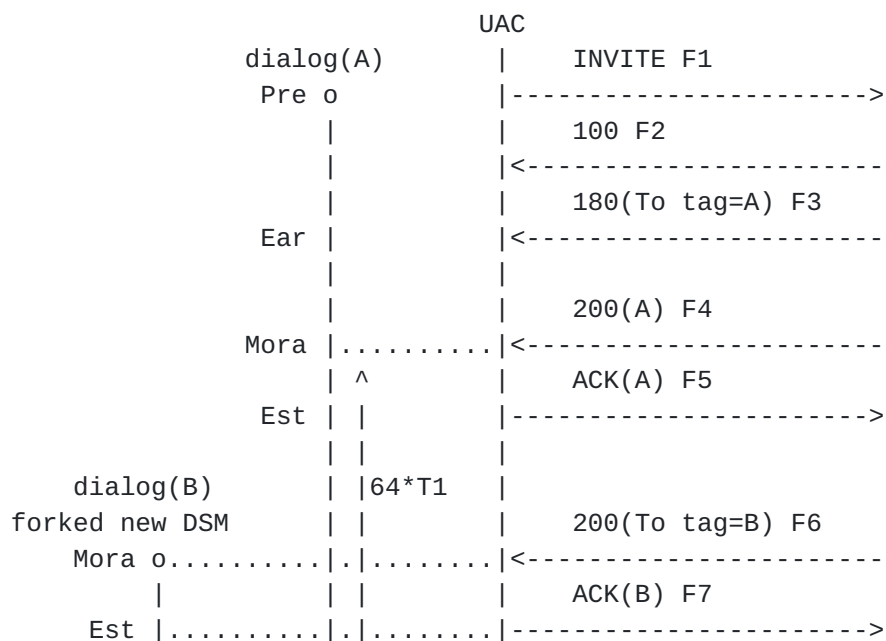 UAC
            dialog(A)          |    INVITE F1
             Pre o             |------------------------>
                 |             |    100 F2
                 |             |<------------------------
                 |             |    180(To tag=A) F3
             Ear |             |<------------------------
                 |             |
                 |             |    200(A) F4
            Mora |.............|<------------------------
                 | ^           |    ACK(A) F5
             Est | |           |------------------------>
                 | |           |
   dialog(B)     | |64*T1      |
forked new DSM   | |           |    200(To tag=B) F6
   Mora o..........|.|........|<------------------------
        |          | |        |    ACK(B) F7
    Est |..........|.|........|------------------------>